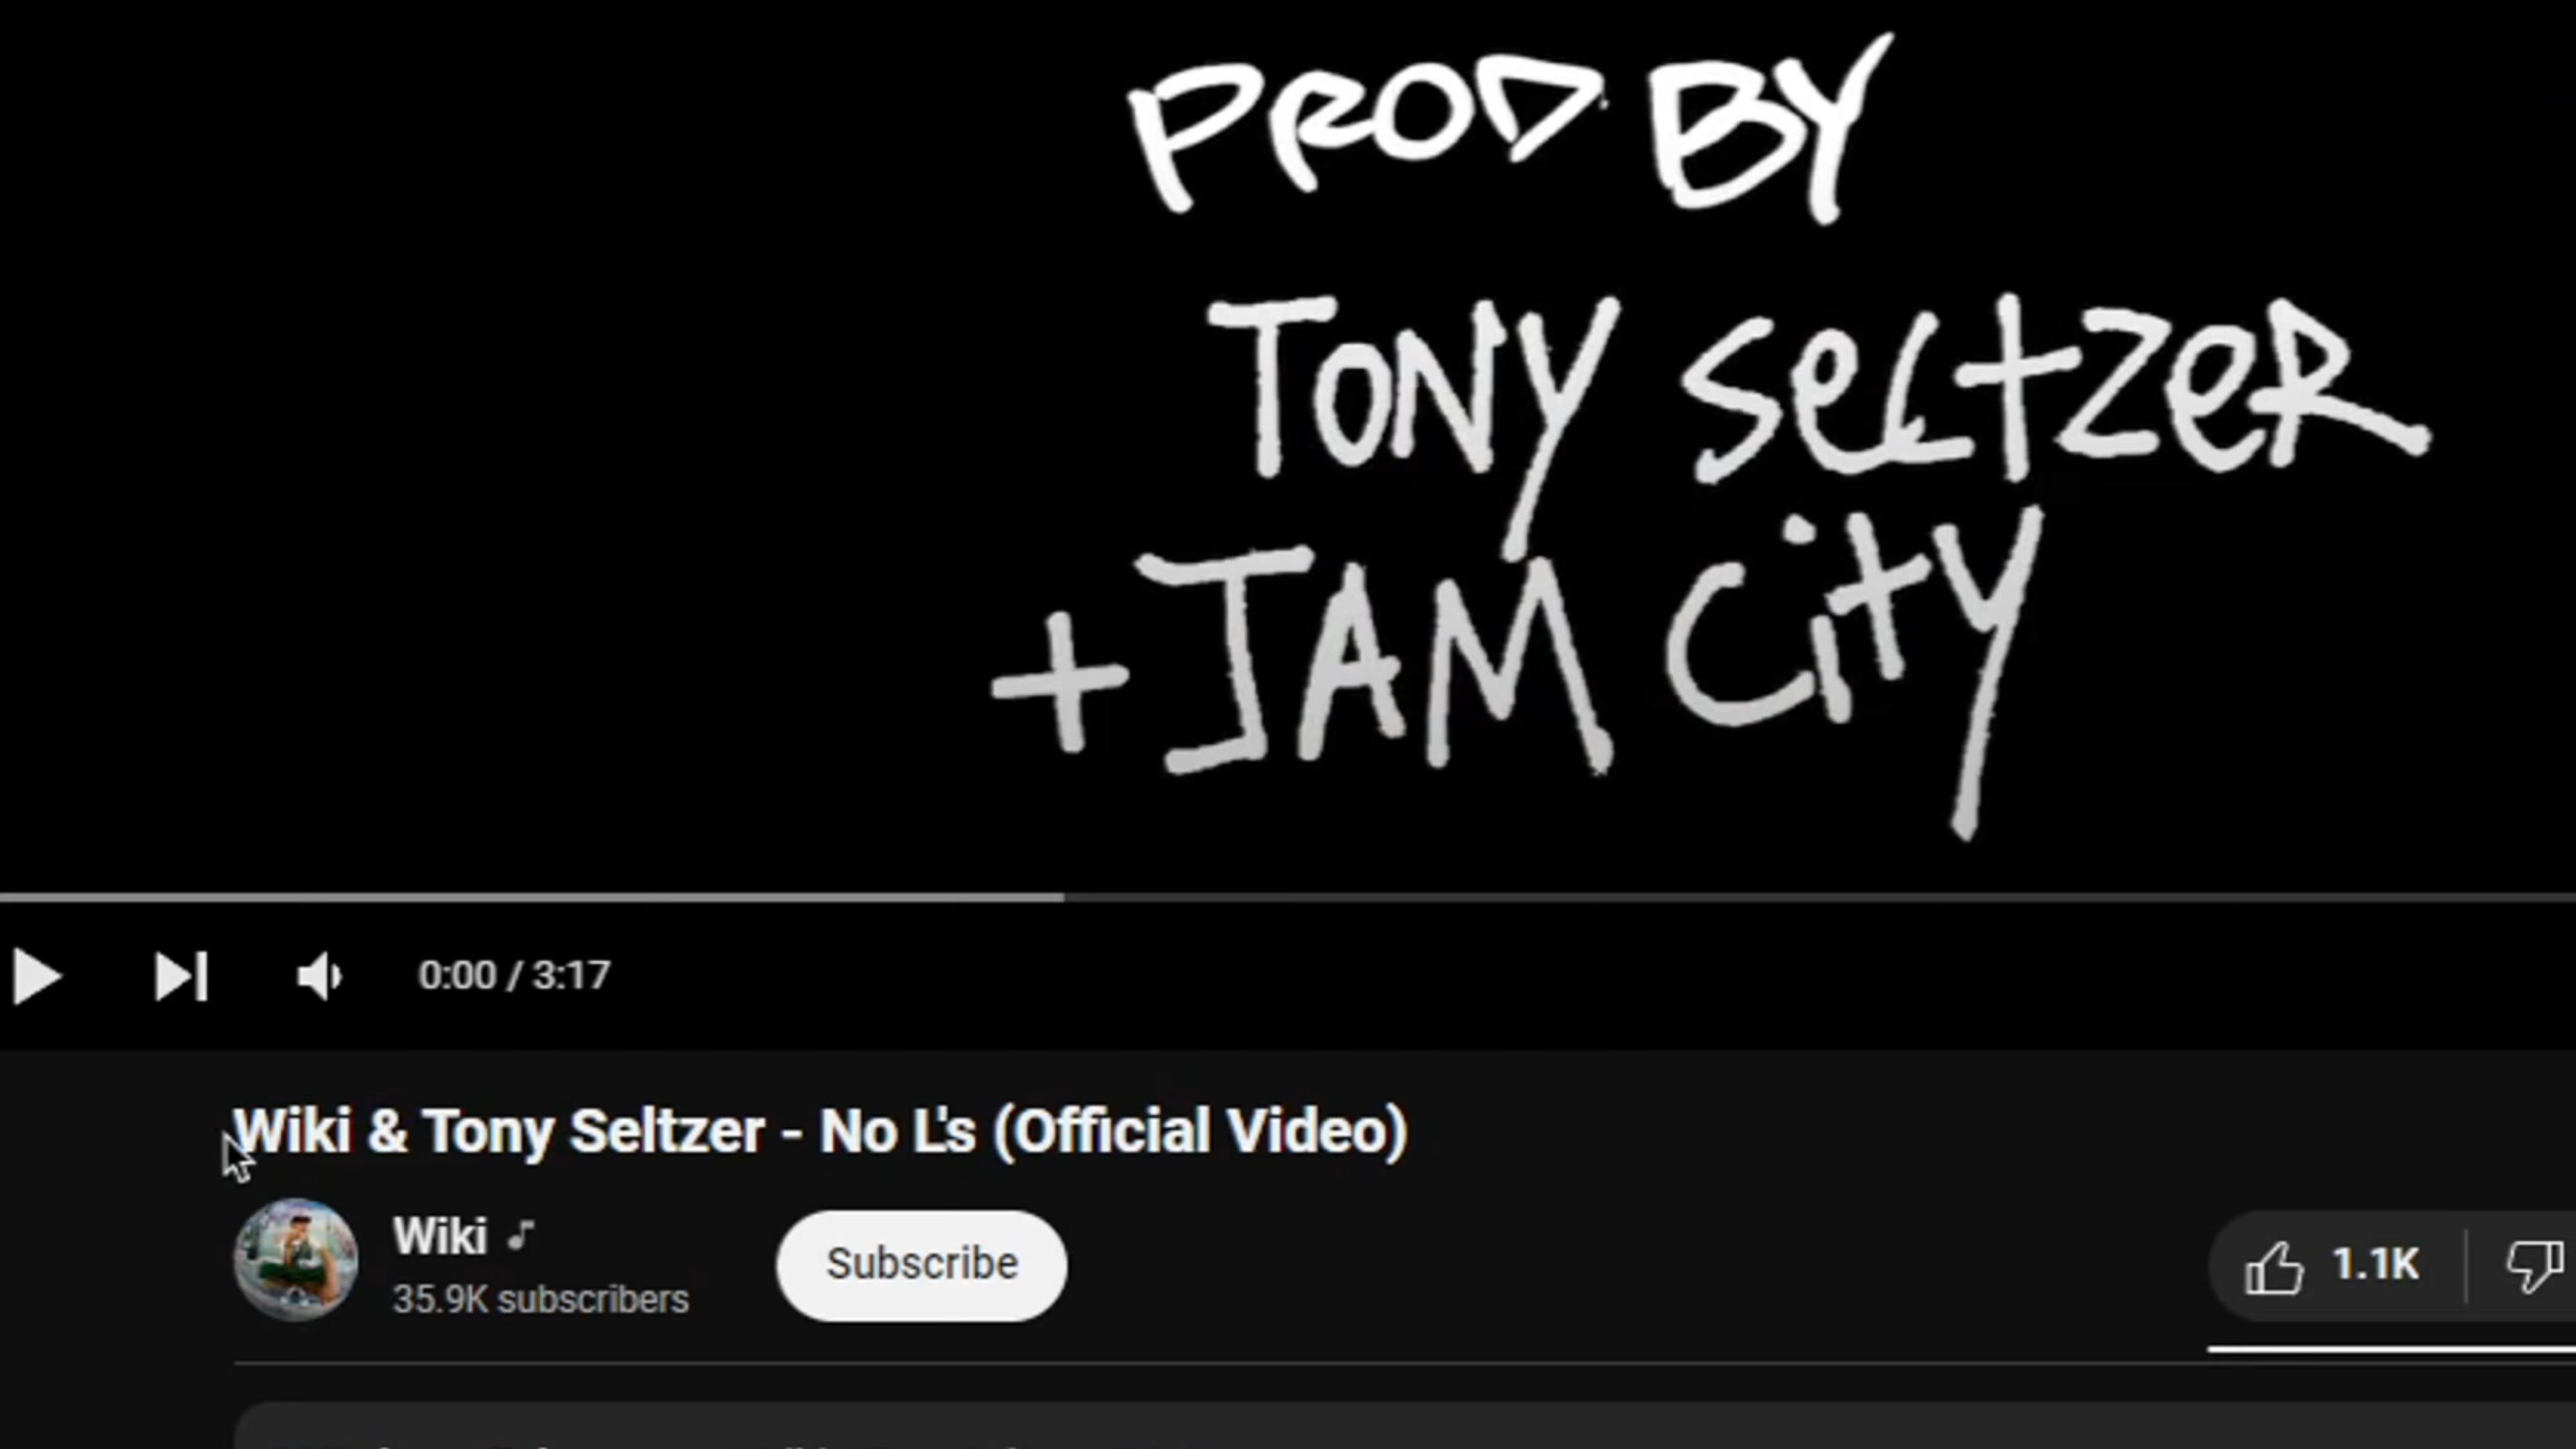 PROD BY
TONY SeLtZeR
+ JAM City
0:00 / 3:17
Wiki & Tony Seltzer - No L's (Official Video)
Wiki
Subscribe
35.9K subscribers
1.1K